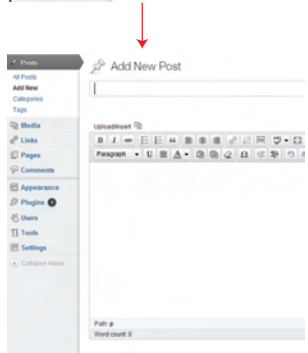 Posts
All Posts
Add New
Categories
Tags
Media
Links
Pages
Comments
Appearance
Plugins
Users
Tools
Settings
Collapse menu
Add New Post
Upload/Insert
B I
Paragraph U A Ω
Path: p
Word count: 0